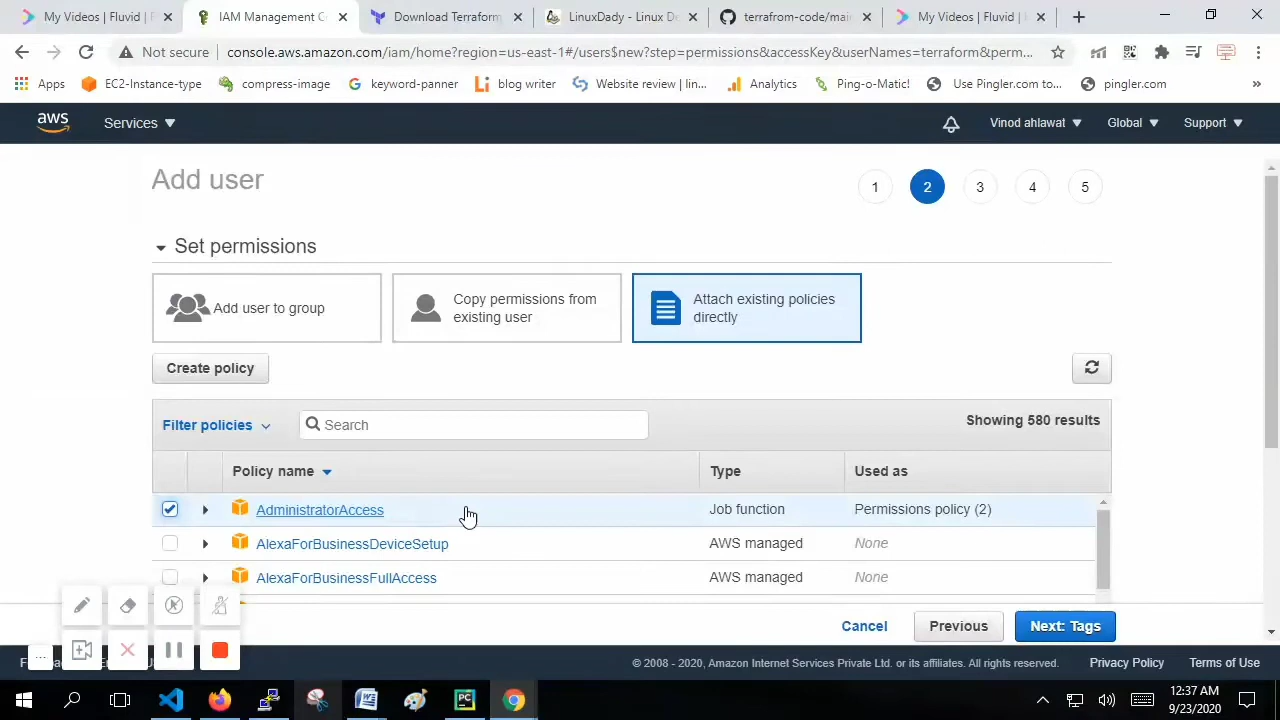 My Videos | Fluvid |
IAM Management C
Download Terraform
LinuxDady - Linux D
terrafrom-code/mai
My Videos | Fluvid |
Not secure
console.aws.amazon.com/iam/home?region=us-east-1#/users$new?step=permissions&accessKey&userNames=terraform&perm...
Apps
EC2-Instance-type
compress-image
keyword-panner
blog writer
Website review | lin...
Analytics
Ping-o-Matic!
Use Pingler.com to...
pingler.com
»
aws
Services
Vinod ahlawat
Global
Support
Add user
1
2
3
4
5
Set permissions
Add user to group
Copy permissions from
existing user
Attach existing policies
directly
Create policy
Filter policies
Search
Showing 580 results
Policy name
Type
Used as
AdministratorAccess
Job function
Permissions policy (2)
AlexaForBusinessDeviceSetup
AWS managed
None
AlexaForBusinessFullAccess
AWS managed
None
Cancel
Previous
Next: Tags
...
© 2008 - 2020, Amazon Internet Services Private Ltd. or its affiliates. All rights reserved.
Privacy Policy
Terms of Use
12:37 AM
9/23/2020